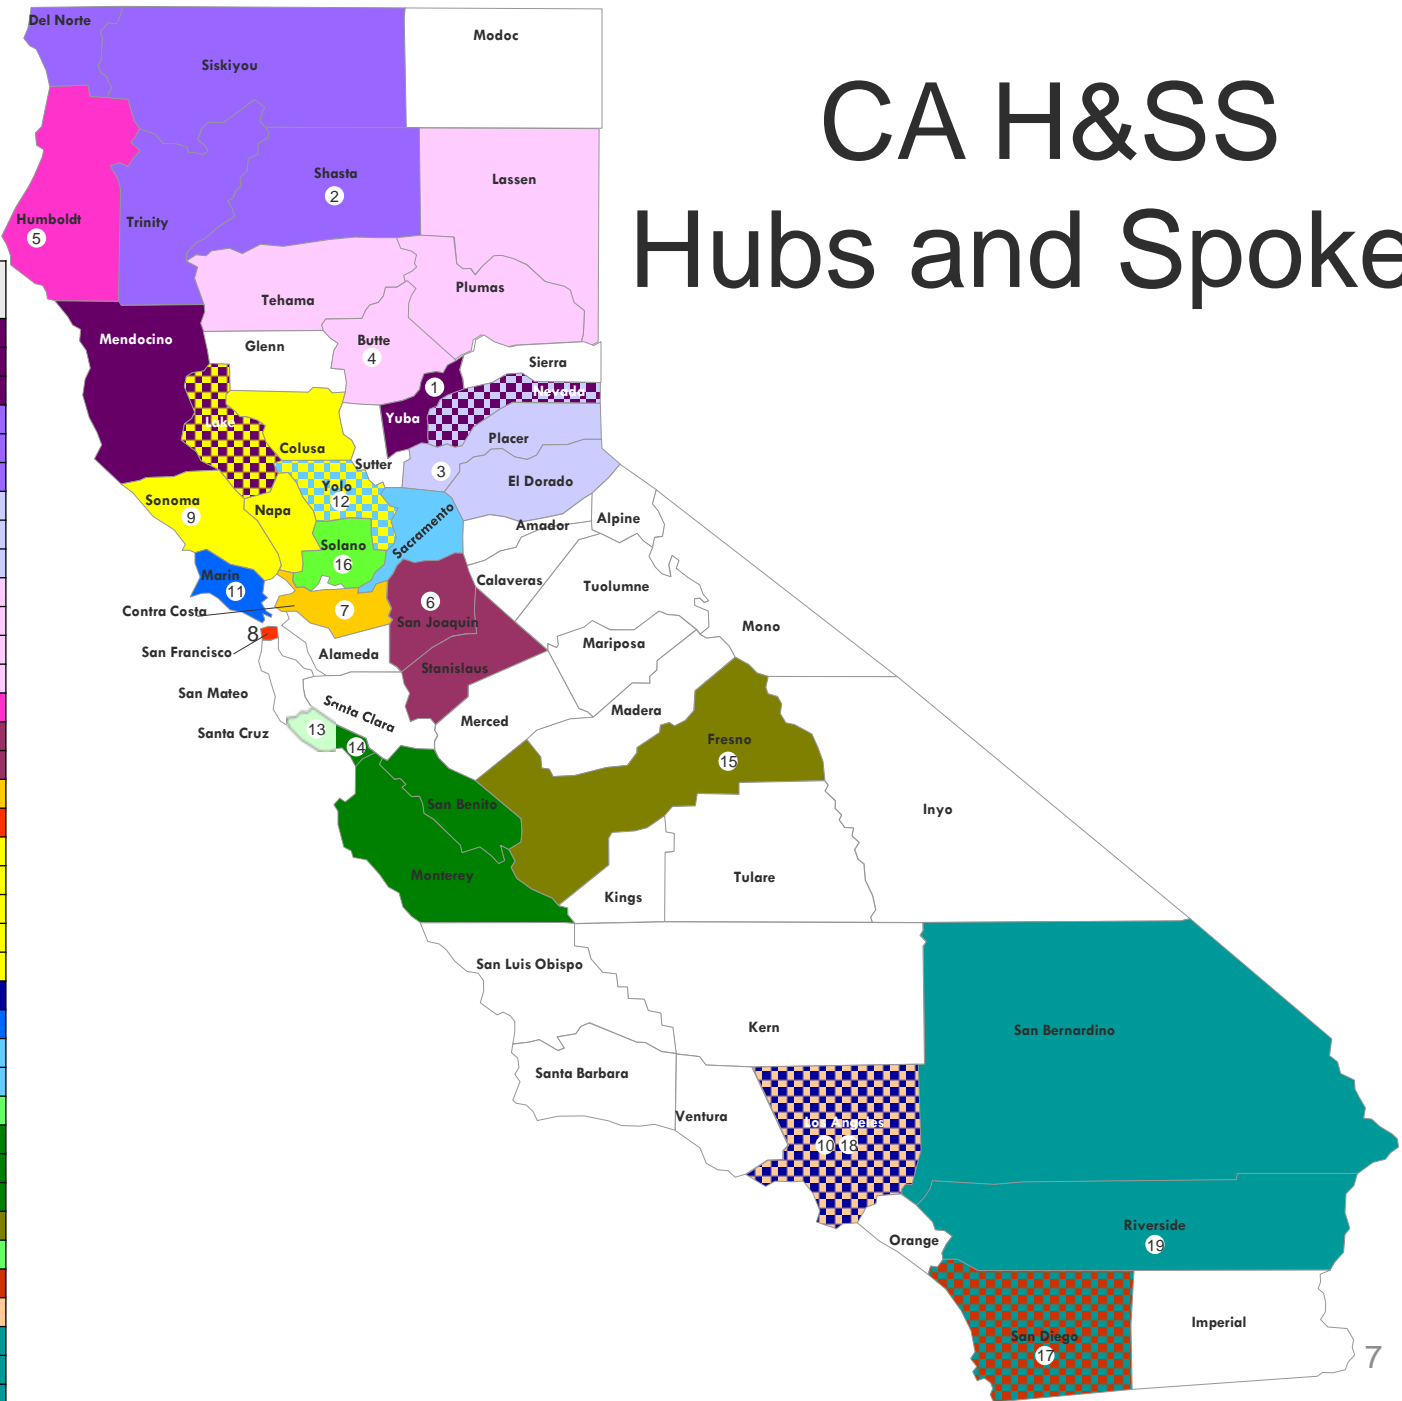 CA H&SS
Hubs and Spoke
Del Norte
Modoc
Siskiyou
Shasta
2
Lassen
Humboldt
5
Trinity
Tehama
Plumas
Mendocino
Butte
4
Glenn
Sierra
1
Nevada
Yuba
Lake
Placer
Colusa
Sutter
3
El Dorado
Yolo
12
Sonoma
9
Napa
Sacramento
Amador
Alpine
Solano
16
Marin
11
Calaveras
Tuolumne
Contra Costa
7
6
San Joaquin
8
Mono
San Francisco
Alameda
Mariposa
Stanislaus
San Mateo
Santa Clara
Madera
Merced
Santa Cruz
13
14
Fresno
15
San Benito
Inyo
Monterey
Tulare
Kings
San Luis Obispo
Kern
San Bernardino
Santa Barbara
Ventura
Los Angeles
10 18
Orange
Riverside
19
Imperial
San Diego
17
7